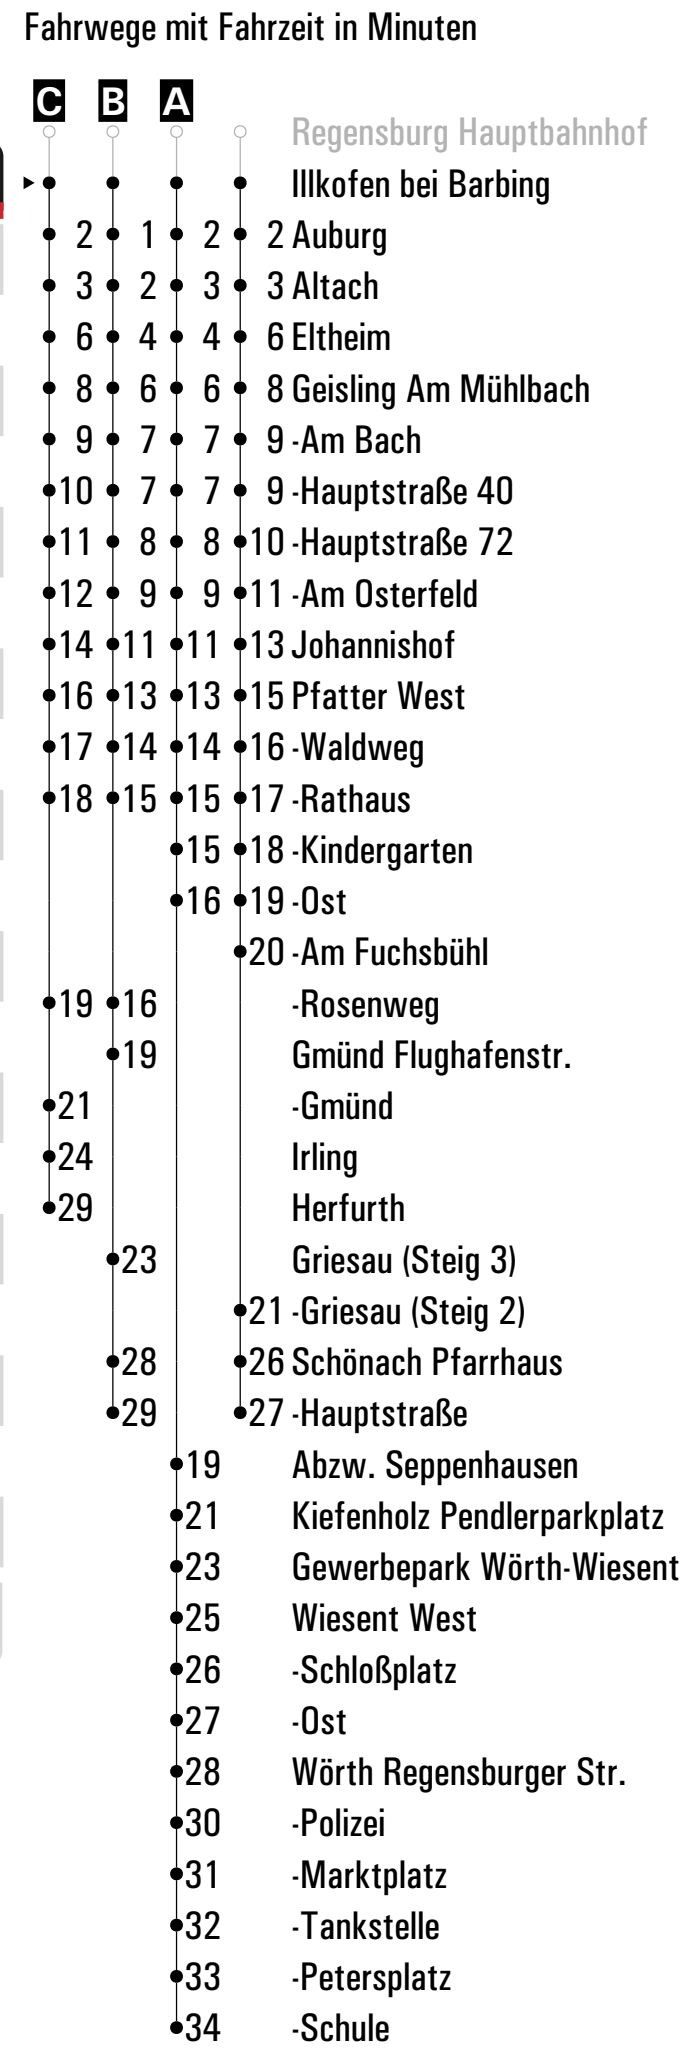 Fahrwege mit Fahrzeit in Minuten
C B A
Regensburg Hauptbahnhof
Illkofen bei Barbing
2 1 2 2 Auburg
3 2 3 3 Altach
6 4 4 6 Eltheim
8 6 6 8 Geisling Am Mühlbach
9 7 7 9 -Am Bach
10 7 7 9 -Hauptstraße 40
11 8 8 10 -Hauptstraße 72
12 9 9 11 -Am Osterfeld
14 11 11 13 Johannishof
16 13 13 15 Pfatter West
17 14 14 16 -Waldweg
18 15 15 17 -Rathaus
15 18 -Kindergarten
16 19 -Ost
20 -Am Fuchsbühl
19 16 -Rosenweg
19 Gmünd Flughafenstr.
21 -Gmünd
24 Irling
29 Herfurth
23 Griesau (Steig 3)
21 -Griesau (Steig 2)
28 26 Schönach Pfarrhaus
29 27 -Hauptstraße
19 Abzw. Seppenhausen
21 Kiefenholz Pendlerparkplatz
23 Gewerbepark Wörth-Wiesent
25 Wiesent West
26 -Schloßplatz
27 -Ost
28 Wörth Regensburger Str.
30 -Polizei
31 -Marktplatz
32 -Tankstelle
33 -Petersplatz
34 -Schule